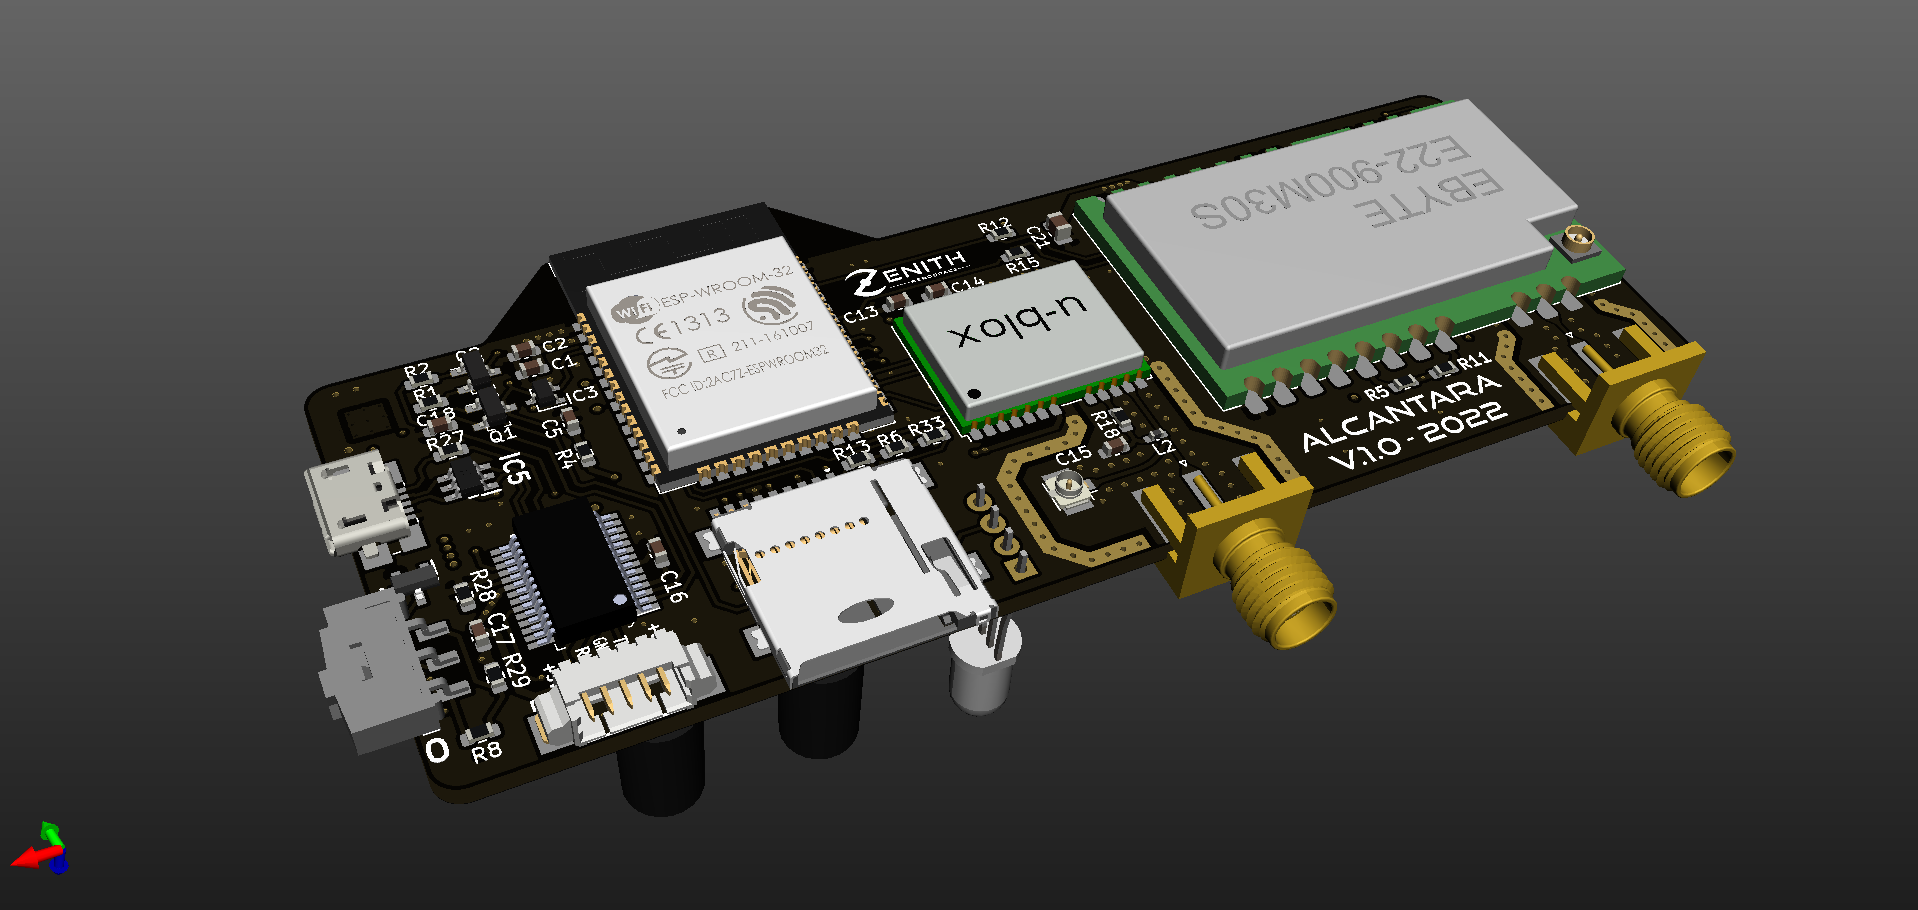 EBYTE
E22-900M30S
R12
C21
R15
ZENITH
C14
C13
WiFi
ESP-WROOM-32
CE1313
R 211-161007
FCC ID:2AC7Z-ESPWROOM32
u-blox
C2
C1
R2
R1
C18
IC3
Q1
R27
C5
R4
IC5
R13
R6
R33
R18
C15
L2
R5
R11
ALCANTARA
V.1.0 - 2022
R28
C16
C17
R29
R8
O